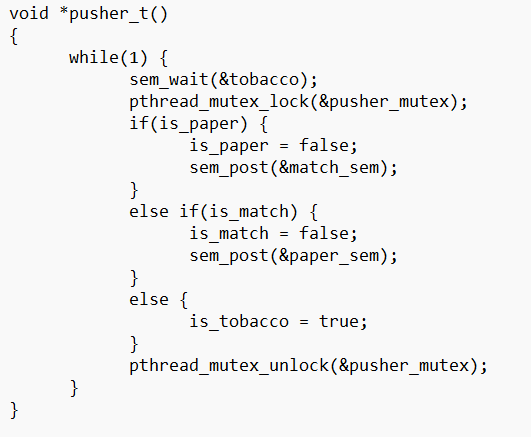 void *pusher_t()
{
      while(1) {
            sem_wait(&tobacco);
            pthread_mutex_lock(&pusher_mutex);
            if(is_paper) {
                  is_paper = false;
                  sem_post(&match_sem);
            }
            else if(is_match) {
                  is_match = false;
                  sem_post(&paper_sem);
            }
            else {
                  is_tobacco = true;
            }
            pthread_mutex_unlock(&pusher_mutex);
      }
}